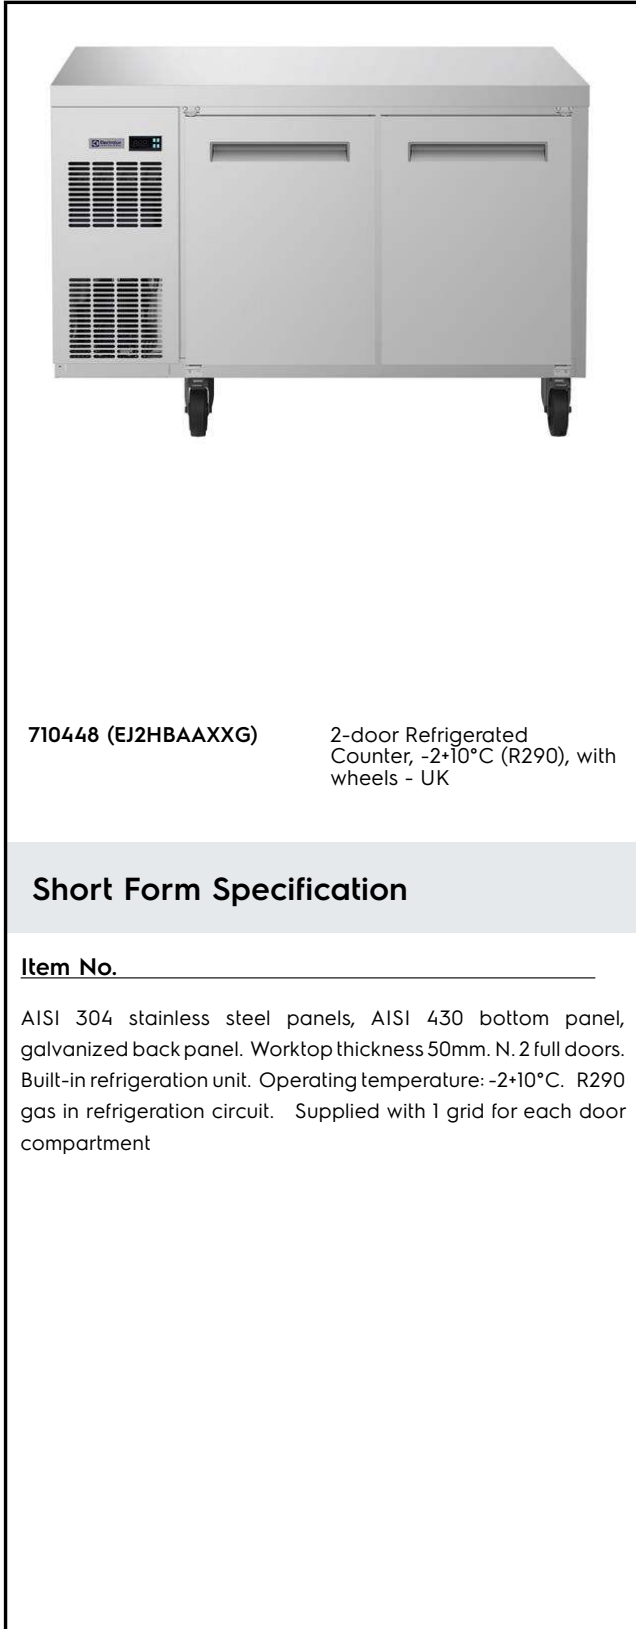 Electrolux
710448 (EJ2HBAAXXG)
2-door Refrigerated
Counter, -2+10°C (R290), with
wheels - UK
Short Form Specification
Item No.
AISI 304 stainless steel panels, AISI 430 bottom panel,
galvanized back panel. Worktop thickness 50mm. N. 2 full doors.
Built-in refrigeration unit. Operating temperature: -2+10°C. R290
gas in refrigeration circuit. Supplied with 1 grid for each door
compartment